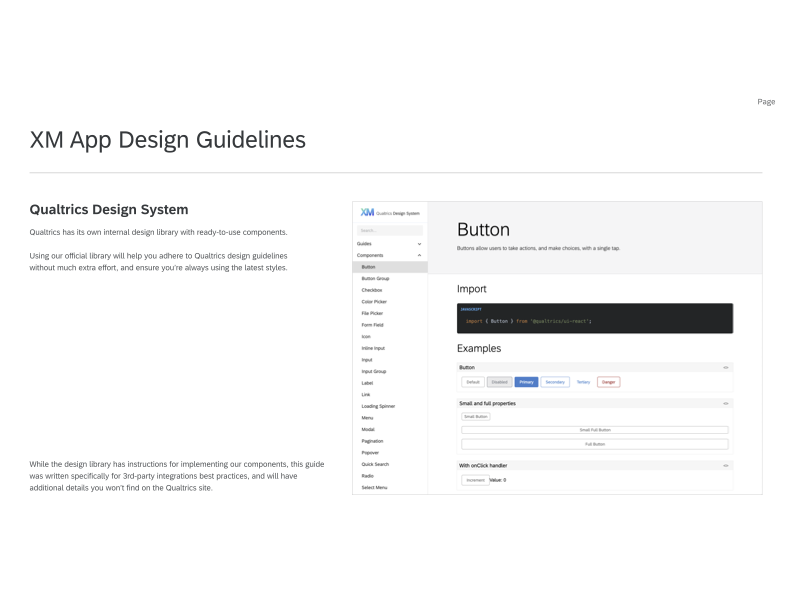 Page
XM App Design Guidelines
Qualtrics Design System
Qualtrics has its own internal design library with ready-to-use components.
Using our official library will help you adhere to Qualtrics design guidelines
without much extra effort, and ensure you're always using the latest styles.
While the design library has instructions for implementing our components, this guide
was written specifically for 3rd-party integrations best practices, and will have
additional details you won't find on the Qualtrics site.
XM Qualtrics Design System
Search...
Guides
Components
Button
Button Group
Checkbox
Color Picker
File Picker
Form Field
Icon
Inline Input
Input
Input Group
Label
Link
Loading Spinner
Menu
Modal
Pagination
Popover
Quick Search
Radio
Select Menu
Button
Buttons allow users to take actions, and make choices, with a single tap.
Import
JAVASCRIPT
import { Button } from '@qualtrics/ui-react';
Examples
Button
Default Disabled Primary Secondary Tertiary Danger
Small and full properties
Small Button
Small Full Button
Full Button
With onClick handler
Increment Value: 0